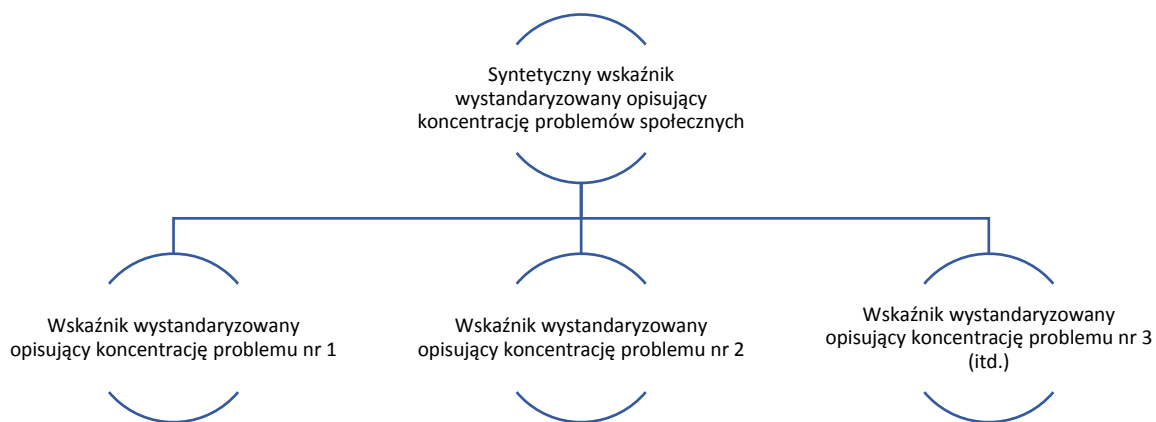 Syntetyczny wskaźnik
wystandaryzowany opisujący
koncentrację problemów społecznych
Wskaźnik wystandaryzowany
opisujący koncentrację problemu nr 1
Wskaźnik wystandaryzowany
opisujący koncentrację problemu nr 2
Wskaźnik wystandaryzowany
opisujący koncentrację problemu nr 3
(itd.)